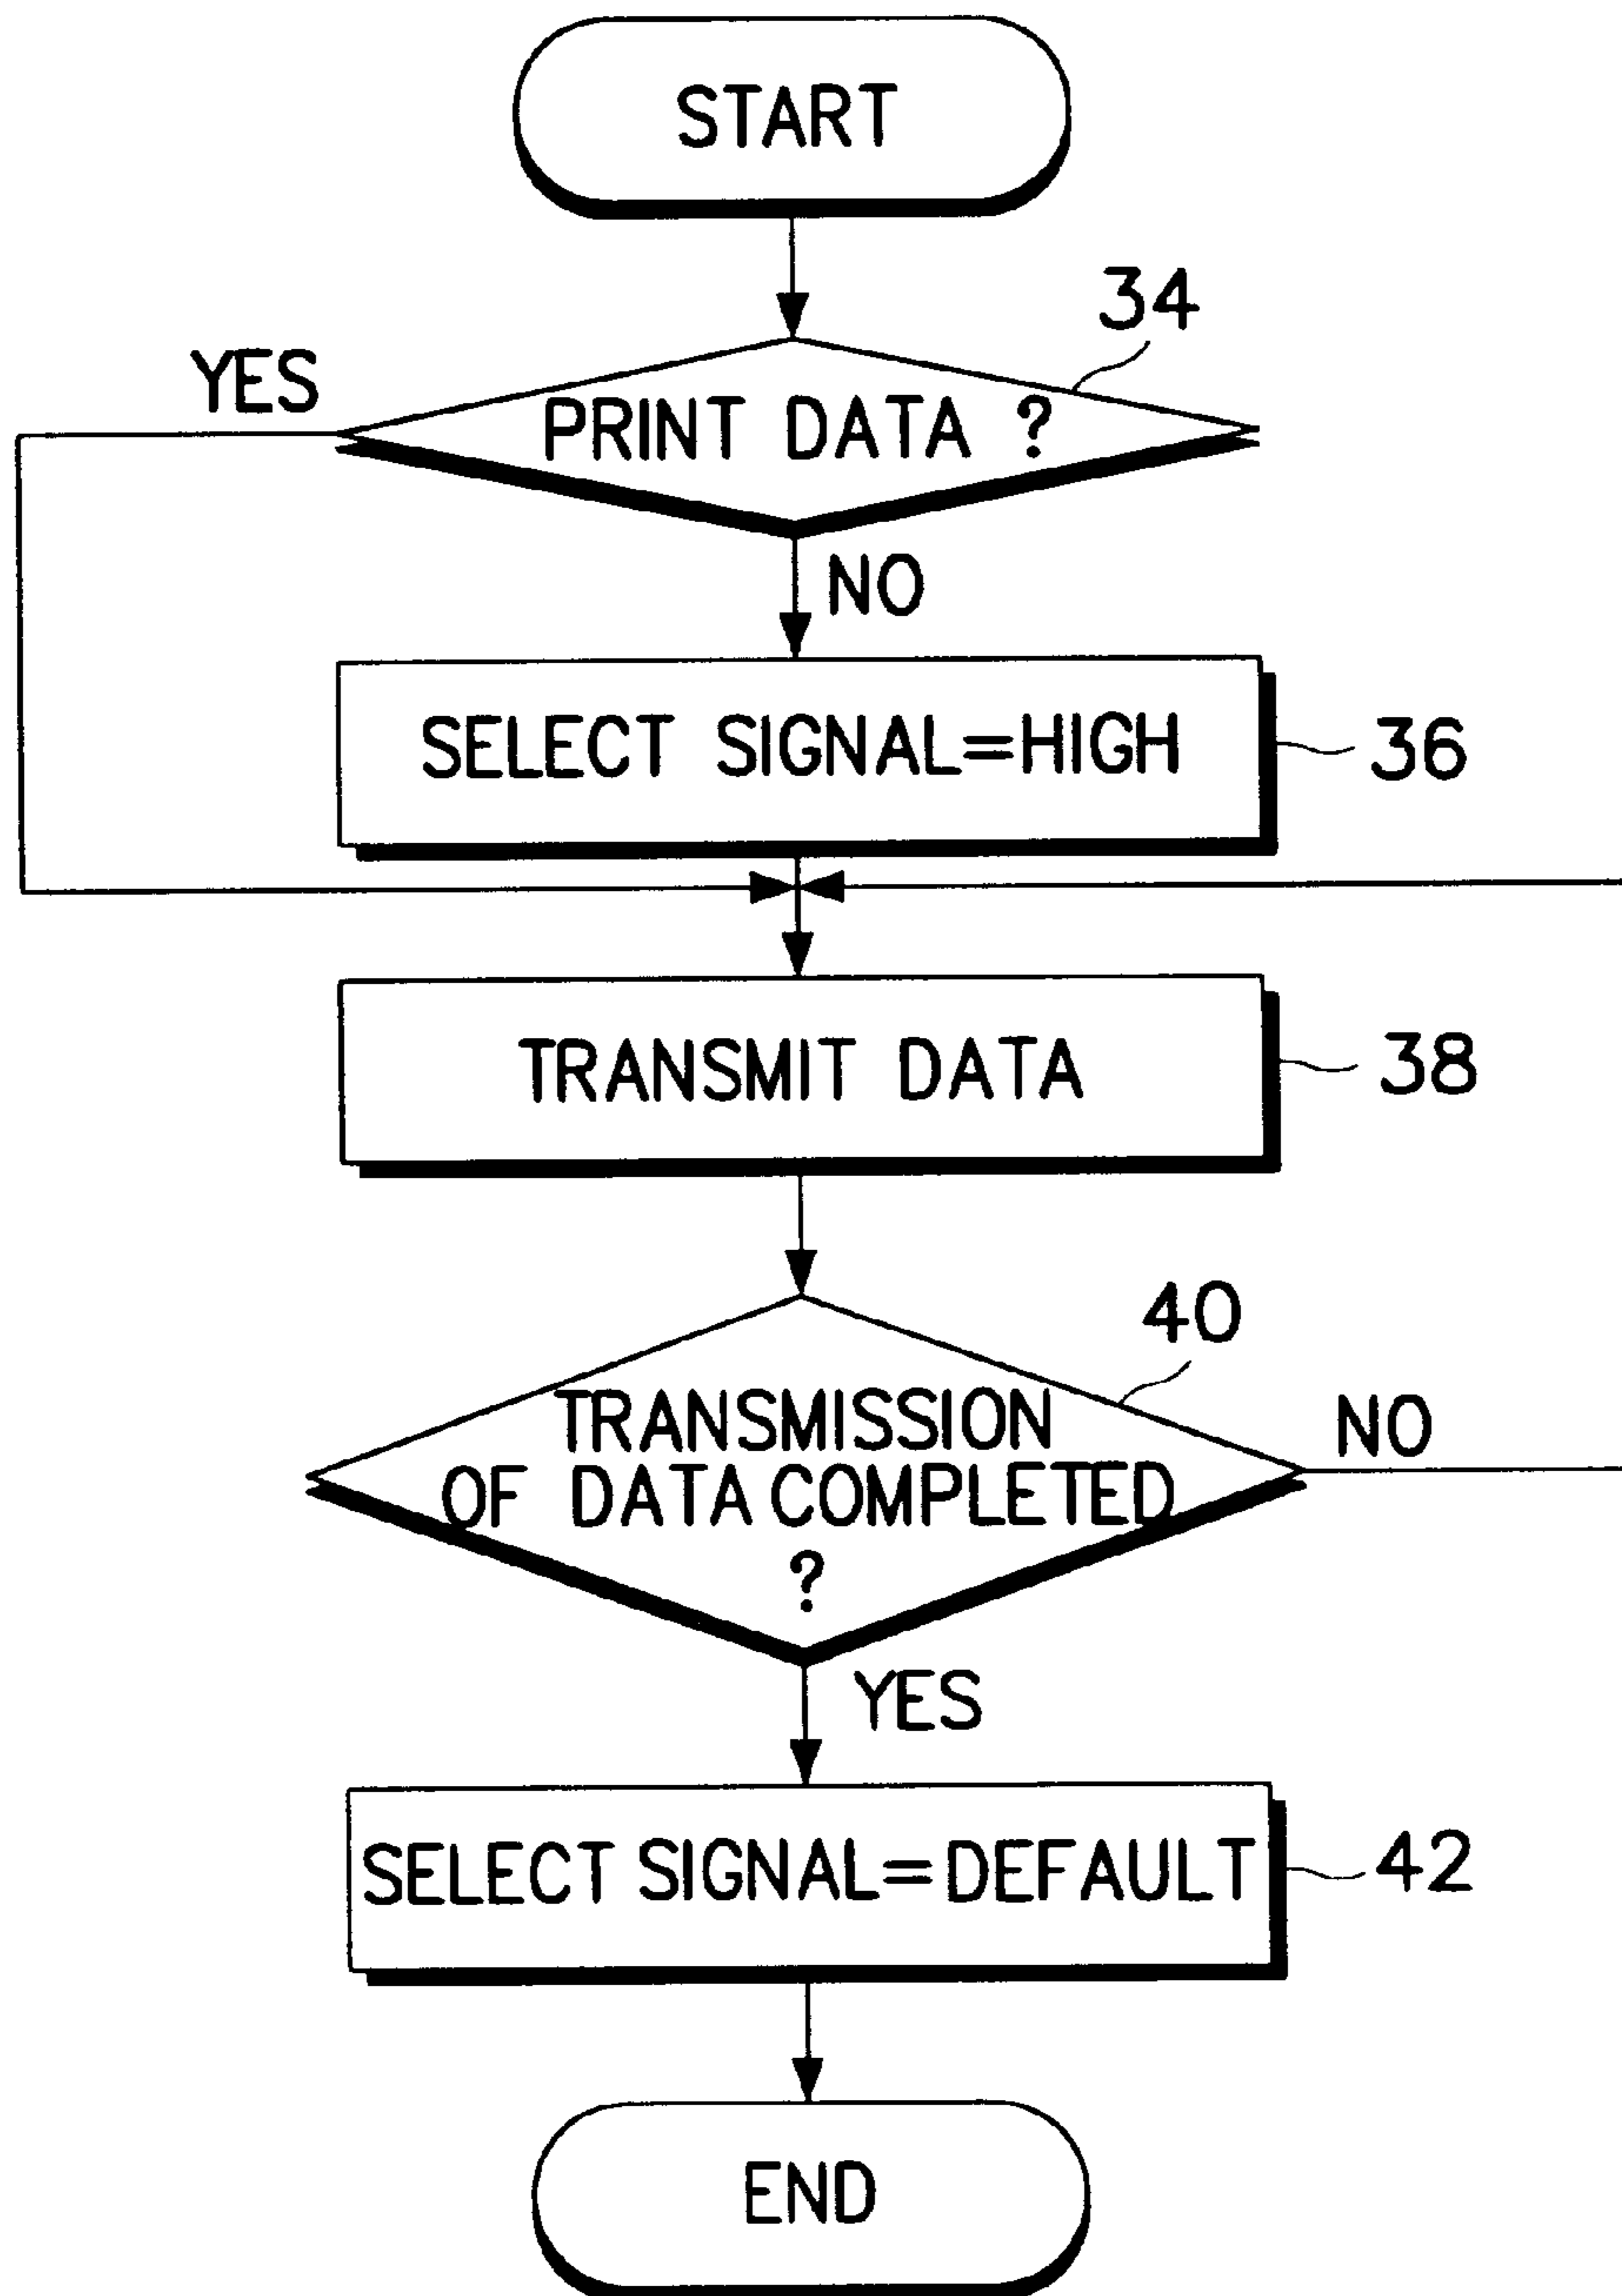 START
34
YES
PRINT DATA ?
NO
SELECT SIGNAL=HIGH
36
TRANSMIT DATA
38
40
TRANSMISSION
OF DATA COMPLETED
?
NO
YES
SELECT SIGNAL=DEFAULT
42
END